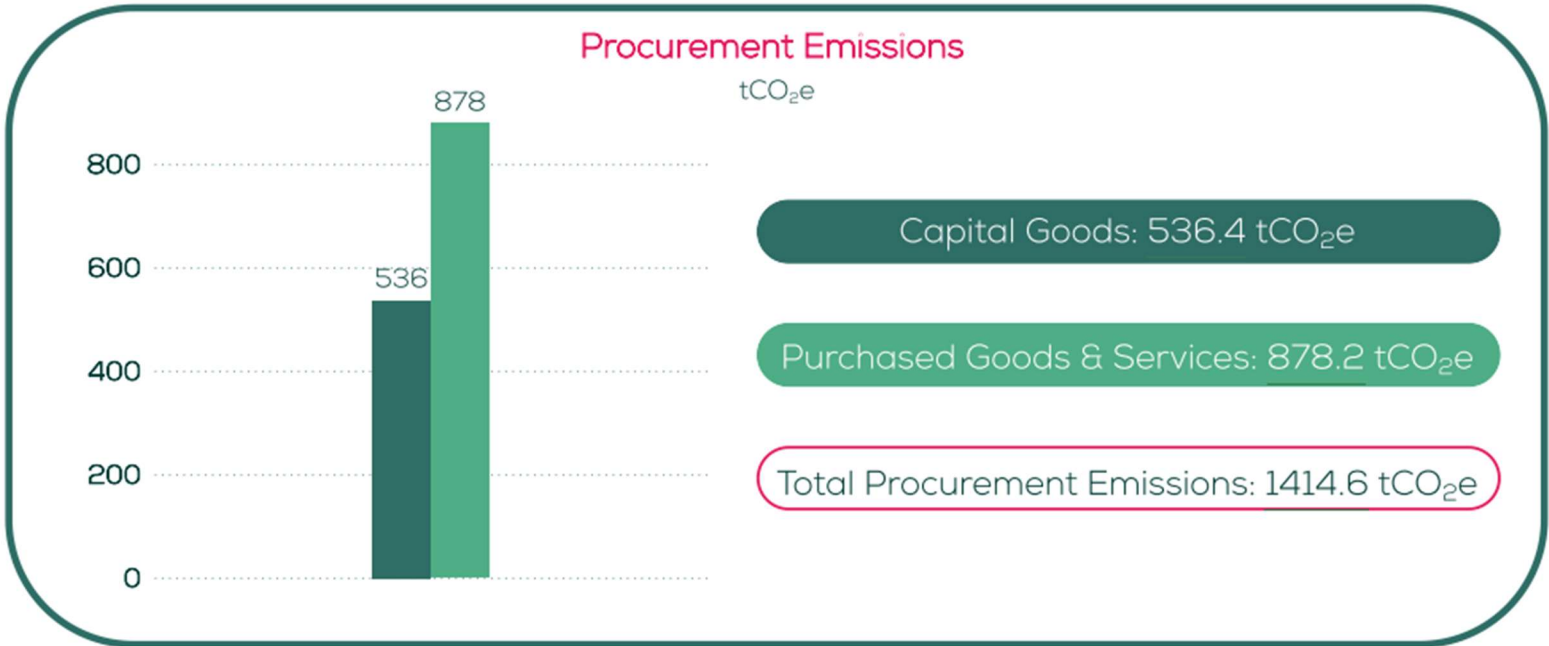 Procurement Emissions
tCO₂e
878
800
600
536
400
200
0
Capital Goods: 536.4 tCO₂e
Purchased Goods & Services: 878.2 tCO₂e
Total Procurement Emissions: 1414.6 tCO₂e